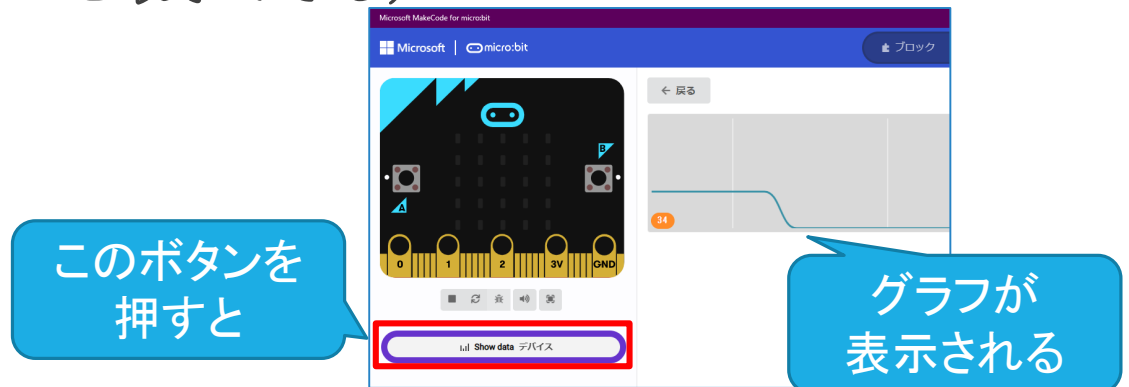 Microsoft MakeCode for micro:bit
Microsoft micro:bit
ブロック
戻る
B
A
34
0 1 2 3V GND
このボタンを
押すと
Show data デバイス
グラフが
表示される